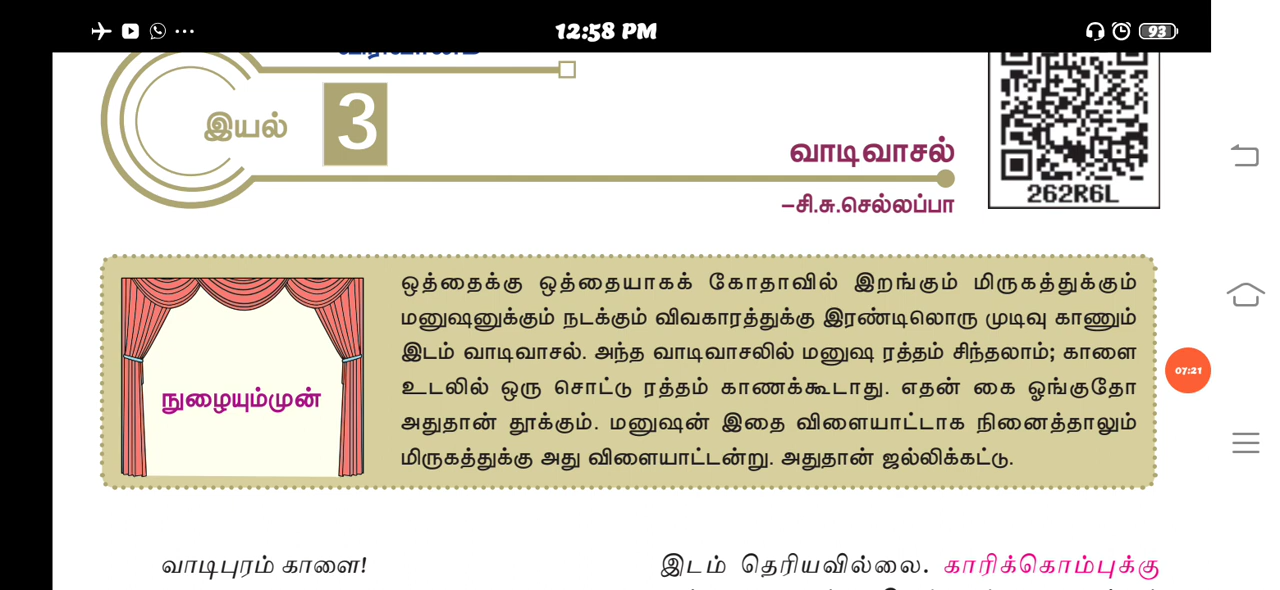 12:58 PM
93
இயல் 3
வாடிவாசல்
–சி.சு.செல்லப்பா
262R6L
நுழையும்முன்
ஒத்தைக்கு ஒத்தையாகக் கோதாவில் இறங்கும் மிருகத்துக்கும்
மனுஷனுக்கும் நடக்கும் விவகாரத்துக்கு இரண்டிலொரு முடிவு காணும்
இடம் வாடிவாசல். அந்த வாடிவாசலில் மனுஷ ரத்தம் சிந்தலாம்; காளை
உடலில் ஒரு சொட்டு ரத்தம் காணக்கூடாது. எதன் கை ஓங்குதோ
அதுதான் தூக்கும். மனுஷன் இதை விளையாட்டாக நினைத்தாலும்
மிருகத்துக்கு அது விளையாட்டன்று. அதுதான் ஜல்லிக்கட்டு.
07:21
வாடிபுரம் காளை!
இடம் தெரியவில்லை. காரிக்கொம்புக்கு